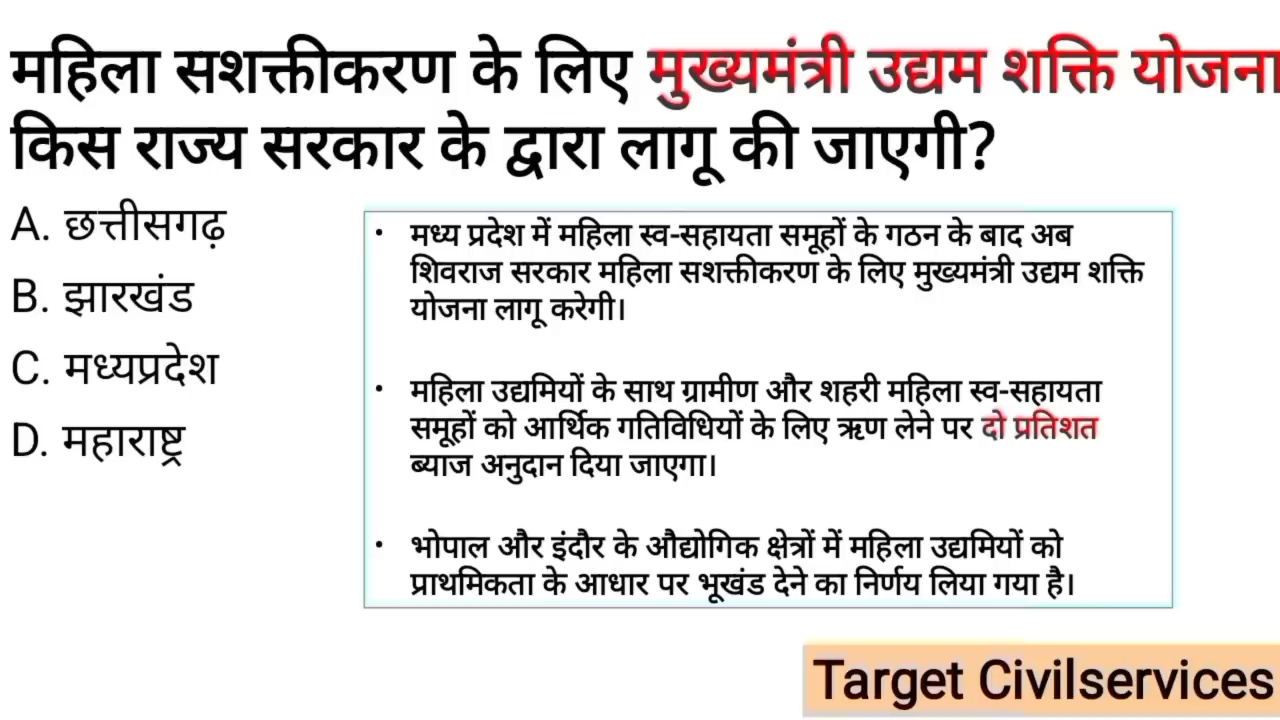 महिला सशक्तीकरण के लिए मुख्यमंत्री उद्यम शक्ति योजना
किस राज्य सरकार के द्वारा लागू की जाएगी?
A. छत्तीसगढ़
B. झारखंड
C. मध्यप्रदेश
D. महाराष्ट्र
• मध्य प्रदेश में महिला स्व-सहायता समूहों के गठन के बाद अब
शिवराज सरकार महिला सशक्तीकरण के लिए मुख्यमंत्री उद्यम शक्ति
योजना लागू करेगी।
• महिला उद्यमियों के साथ ग्रामीण और शहरी महिला स्व-सहायता
समूहों को आर्थिक गतिविधियों के लिए ऋण लेने पर दो प्रतिशत
ब्याज अनुदान दिया जाएगा।
• भोपाल और इंदौर के औद्योगिक क्षेत्रों में महिला उद्यमियों को
प्राथमिकता के आधार पर भूखंड देने का निर्णय लिया गया है।
Target Civilservices